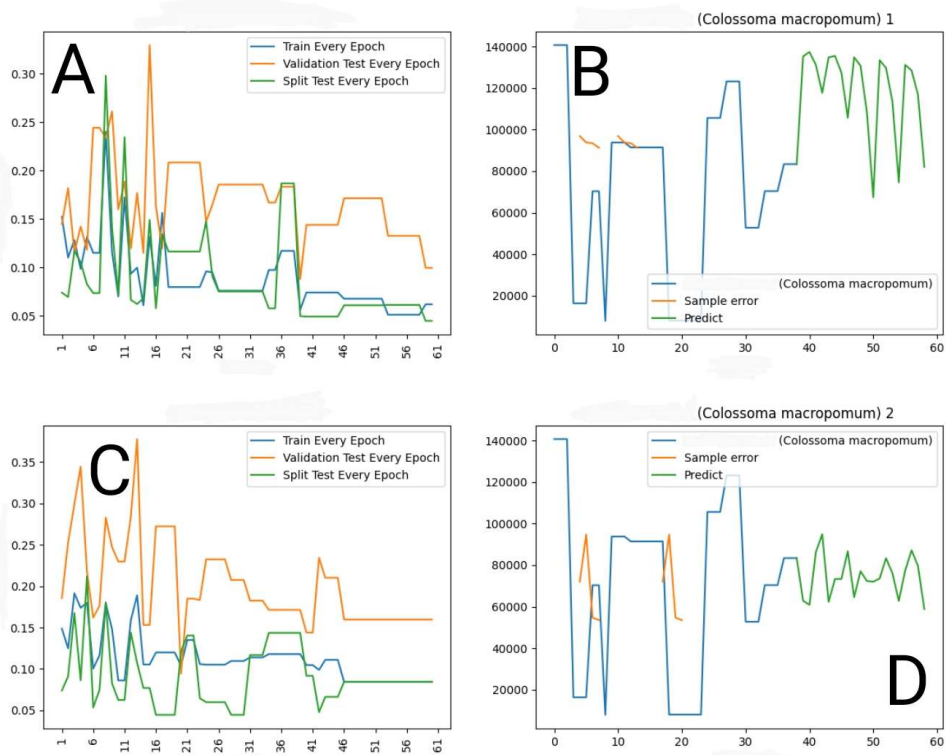 A
Train Every Epoch
Validation Test Every Epoch
Split Test Every Epoch
0.30
0.25
0.20
0.15
0.10
0.05
1 6 11 16 21 26 31 36 41 46 51 56 61
(Colossoma macropomum) 1
B
140000
120000
100000
80000
60000
40000
20000
(Colossoma macropomum)
Sample error
Predict
0 10 20 30 40 50 60
C
Train Every Epoch
Validation Test Every Epoch
Split Test Every Epoch
0.35
0.30
0.25
0.20
0.15
0.10
0.05
1 6 11 16 21 26 31 36 41 46 51 56 61
(Colossoma macropomum) 2
140000
120000
100000
80000
60000
40000
20000
(Colossoma macropomum)
Sample error
Predict
D
0 10 20 30 40 50 60